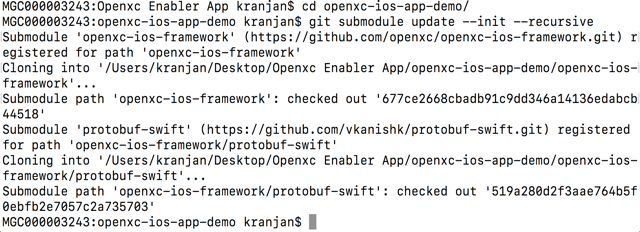 MGC000003243:Openxc Enabler App kranjan$ cd openxc-ios-app-demo/
MGC000003243:openxc-ios-app-demo kranjan$ git submodule update --init --recursive
Submodule 'openxc-ios-framework' (https://github.com/openxc/openxc-ios-framework.git) r
egistered for path 'openxc-ios-framework'
Cloning into '/Users/kranjan/Desktop/Openxc Enabler App/openxc-ios-app-demo/openxc-ios-
framework'...
Submodule path 'openxc-ios-framework': checked out '677ce2668cbadb91c9dd346a14136edabcb
44518'
Submodule 'protobuf-swift' (https://github.com/vkanishk/protobuf-swift.git) registered
for path 'openxc-ios-framework/protobuf-swift'
Cloning into '/Users/kranjan/Desktop/Openxc Enabler App/openxc-ios-app-demo/openxc-ios-
framework/protobuf-swift'...
Submodule path 'openxc-ios-framework/protobuf-swift': checked out '519a280d2f3aae764b5f
0ebfb2e7057c2a735703'
MGC000003243:openxc-ios-app-demo kranjan$